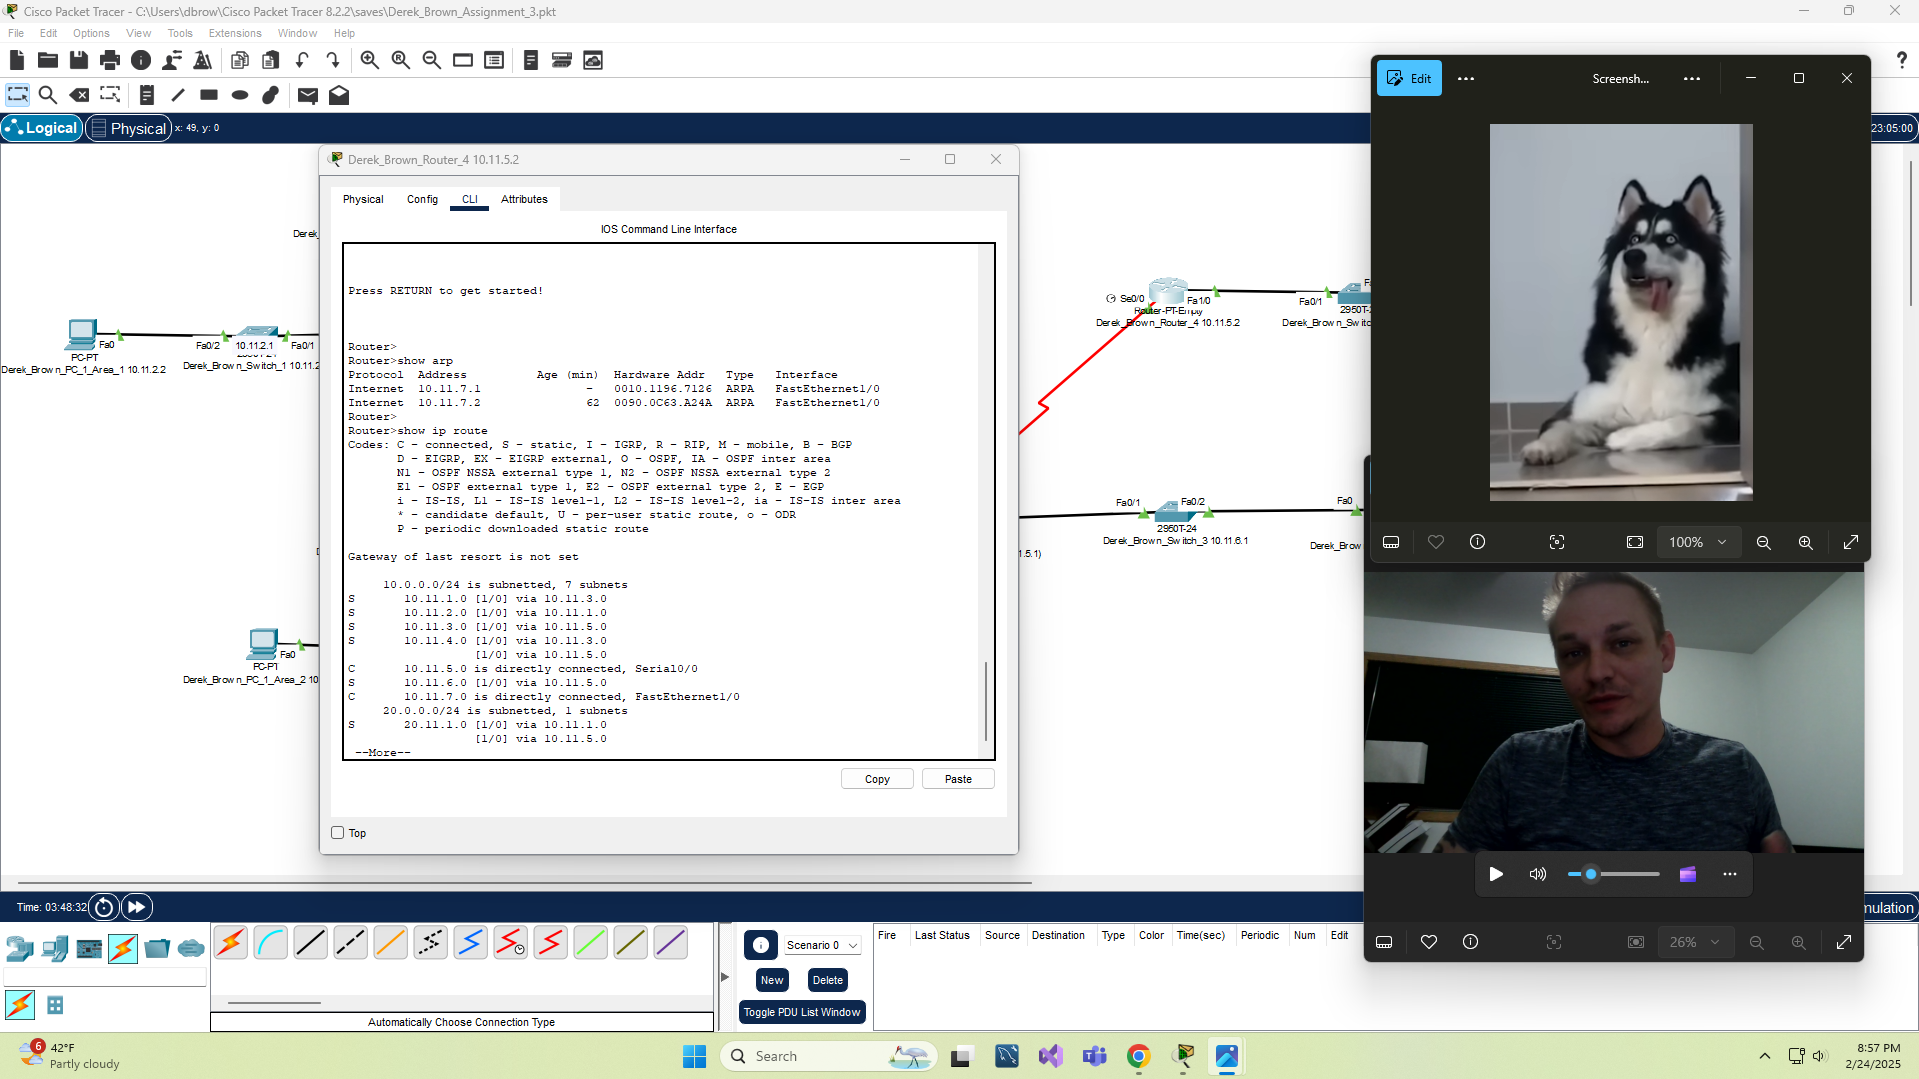 Cisco Packet Tracer - C:\Users\dbrow\Cisco Packet Tracer 8.2.2\saves\Derek_Brown_Assignment_3.pkt
File Edit Options View Tools Extensions Window Help
Logical Physical x: 49, y: 0
23:05:00
Derek_Brown_Router_4 10.11.5.2
Physical Config CLI Attributes
IOS Command Line Interface
Press RETURN to get started!
Router>
Router>show arp
Protocol  Address          Age (min)  Hardware Addr   Type   Interface
Internet  10.11.7.1               -   0010.1196.7126  ARPA   FastEthernet1/0
Internet  10.11.7.2               62  0090.0C63.A24A  ARPA   FastEthernet1/0
Router>
Router>show ip route
Codes: C - connected, S - static, I - IGRP, R - RIP, M - mobile, B - BGP
D - EIGRP, EX - EIGRP external, O - OSPF, IA - OSPF inter area
N1 - OSPF NSSA external type 1, N2 - OSPF NSSA external type 2
E1 - OSPF external type 1, E2 - OSPF external type 2, E - EGP
i - IS-IS, L1 - IS-IS level-1, L2 - IS-IS level-2, ia - IS-IS inter area
* - candidate default, U - per-user static route, o - ODR
P - periodic downloaded static route
Gateway of last resort is not set
10.0.0.0/24 is subnetted, 7 subnets
S       10.11.1.0 [1/0] via 10.11.3.0
S       10.11.2.0 [1/0] via 10.11.1.0
S       10.11.3.0 [1/0] via 10.11.5.0
S       10.11.4.0 [1/0] via 10.11.3.0
[1/0] via 10.11.5.0
C       10.11.5.0 is directly connected, Serial0/0
S       10.11.6.0 [1/0] via 10.11.5.0
C       10.11.7.0 is directly connected, FastEthernet1/0
20.0.0.0/24 is subnetted, 1 subnets
S       20.11.1.0 [1/0] via 10.11.1.0
[1/0] via 10.11.5.0
--More--
Copy Paste
Top
Derek_
Fa0
PC-PT
Derek_Brown_PC_1_Area_1 10.11.2.2
Fa0/2 10.11.2.1 Fa0/1
Derek_Brown_Switch_1 10.11.2
Fa0
PC-PT
Derek_Brown_PC_1_Area_2 10
Se0/0 Fa1/0
Router-PT-Empty
Derek_Brown_Router_4 10.11.5.2
Fa0/1
2950T-2
Derek_Brown_Switc
Fa0/1 Fa0/2
2950T-24
Derek_Brown_Switch_3 10.11.6.1
1.5.1)
Fa0
Derek_Brow
Edit
Screensh...
100%
26%
Time: 03:48:32
mulation
Scenario 0
New Delete
Toggle PDU List Window
Fire Last Status Source Destination Type Color Time(sec) Periodic Num Edit
Automatically Choose Connection Type
6
42°F
Partly cloudy
Search
8:57 PM
2/24/2025